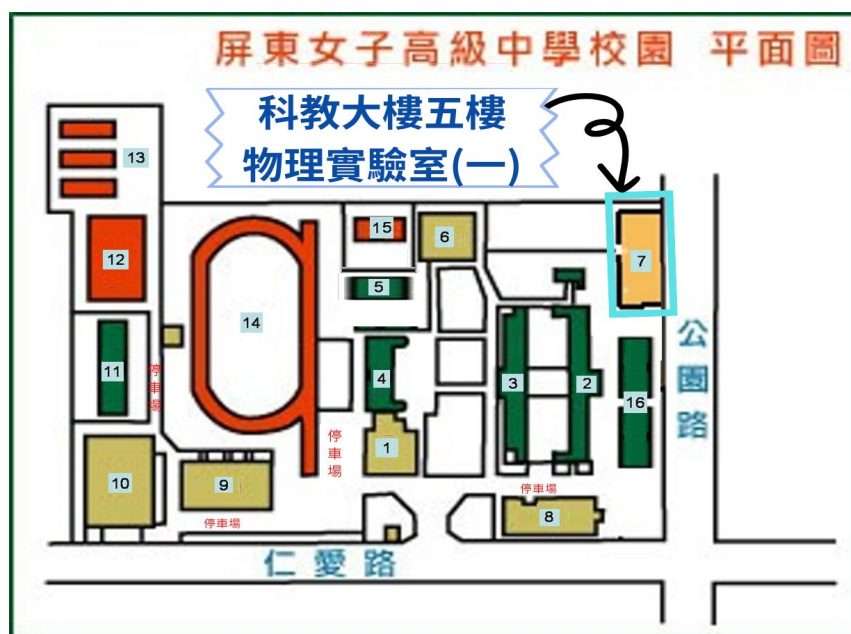 屏東女子高級中學校園 平面圖
科教大樓五樓
物理實驗室(一)
13
15
6
7
12
5
14
公園路
11
停車場
4
3
2
16
停車場
1
10
9
停車場
8
停車場
仁愛路